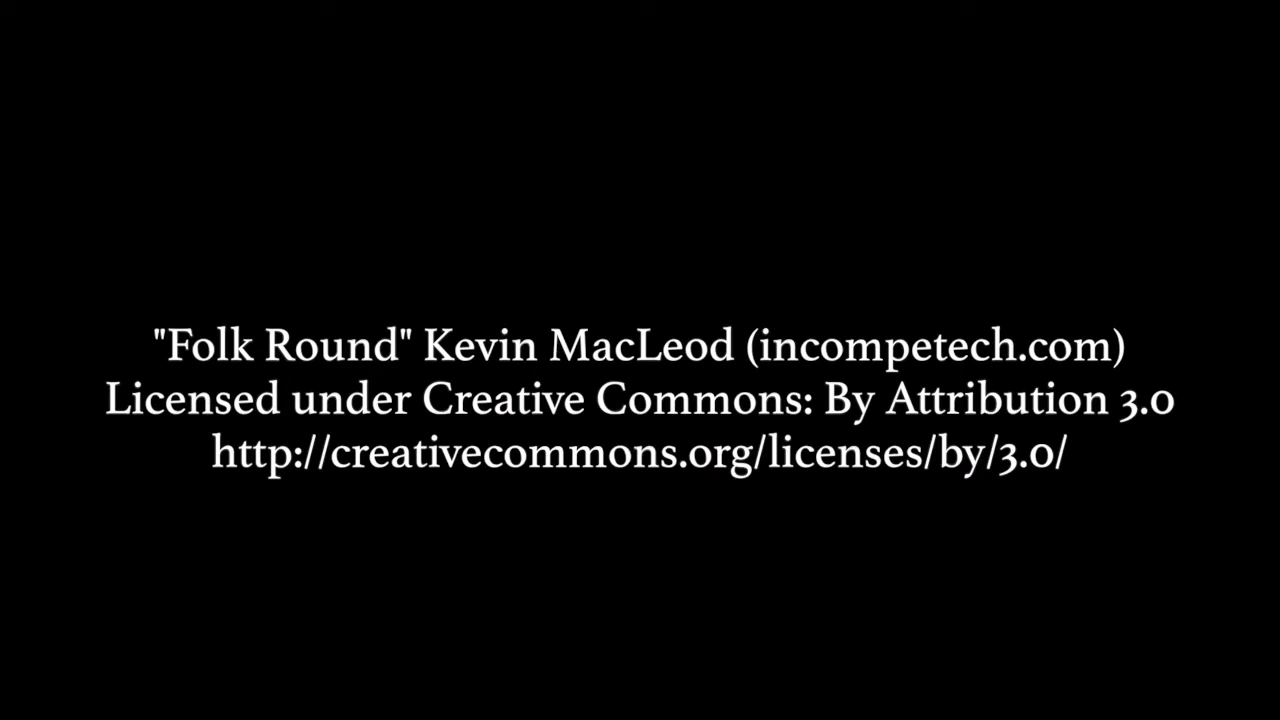 "Folk Round" Kevin MacLeod (incompetech.com)
Licensed under Creative Commons: By Attribution 3.0
http://creativecommons.org/licenses/by/3.0/